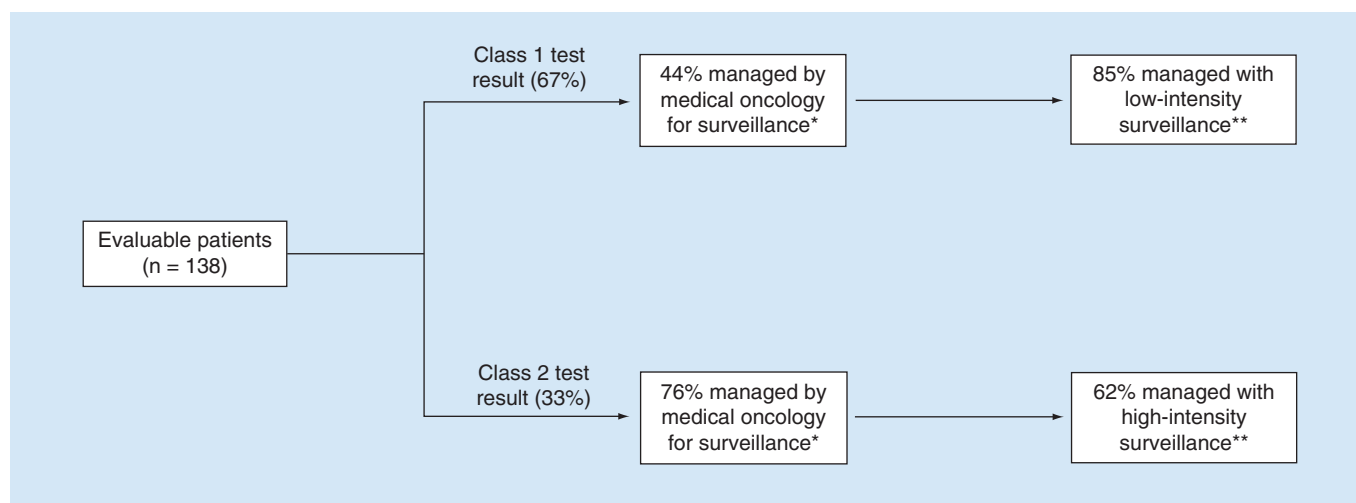 Class 1 test
result (67%)
44% managed by
medical oncology
for surveillance*
85% managed with
low-intensity
surveillance**
Evaluable patients
(n = 138)
Class 2 test
result (33%)
76% managed by
medical oncology
for surveillance*
62% managed with
high-intensity
surveillance**